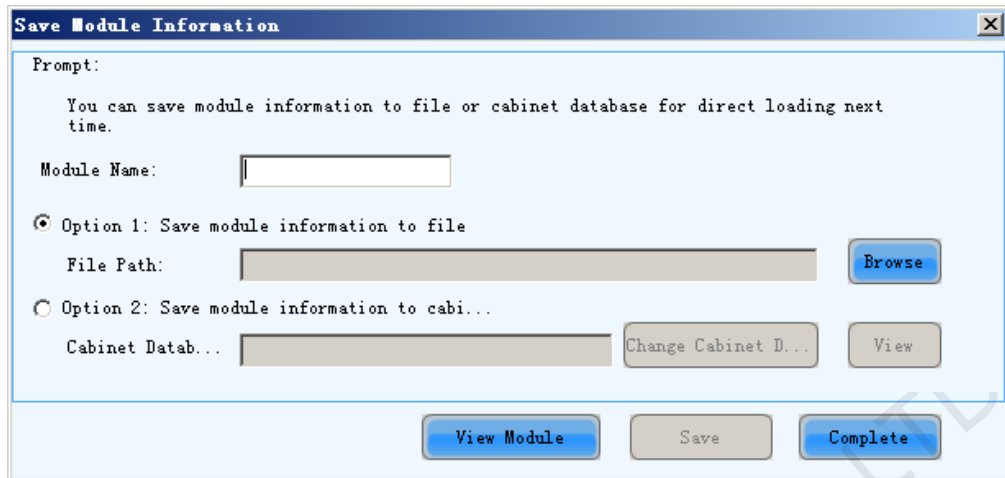 Save Module Information
Prompt:
You can save module information to file or cabinet database for direct loading next
time.
Module Name:
Option 1: Save module information to file
File Path:
Browse
Option 2: Save module information to cabi...
Cabinet Datab...
Change Cabinet D...
View
View Module
Save
Complete
LTD